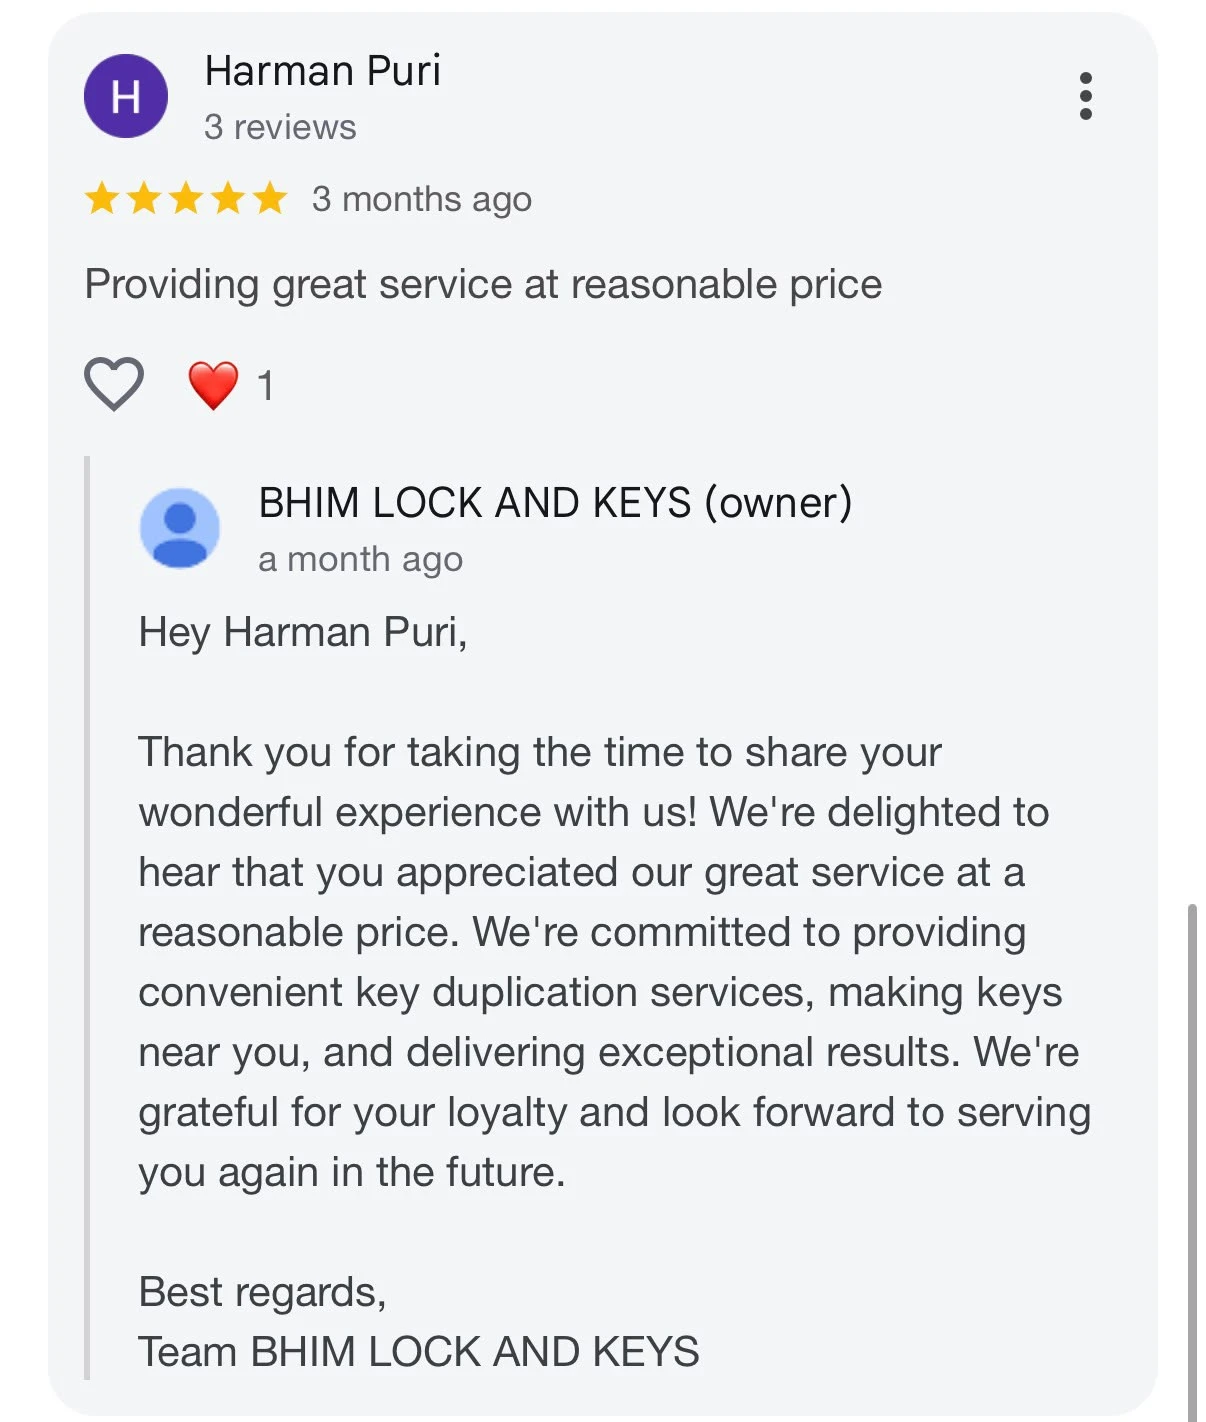 H
Harman Puri
3 reviews
3 months ago
Providing great service at reasonable price
1
BHIM LOCK AND KEYS (owner)
a month ago
Hey Harman Puri,
Thank you for taking the time to share your
wonderful experience with us! We're delighted to
hear that you appreciated our great service at a
reasonable price. We're committed to providing
convenient key duplication services, making keys
near you, and delivering exceptional results. We're
grateful for your loyalty and look forward to serving
you again in the future.
Best regards,
Team BHIM LOCK AND KEYS